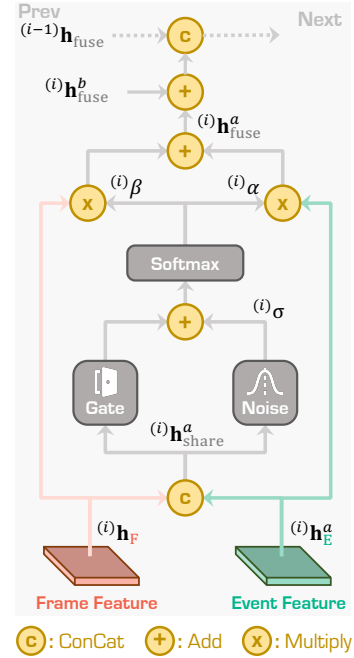 Prev Next
(i−1)h_fuse C
(i)h^b_fuse +
(i)h^a_fuse
+
(i)β (i)α
x x
Softmax
+ (i)σ
Gate Noise
(i)h^a_share
C
(i)h_F (i)h^a_E
Frame Feature Event Feature
C : ConCat + : Add x : Multiply